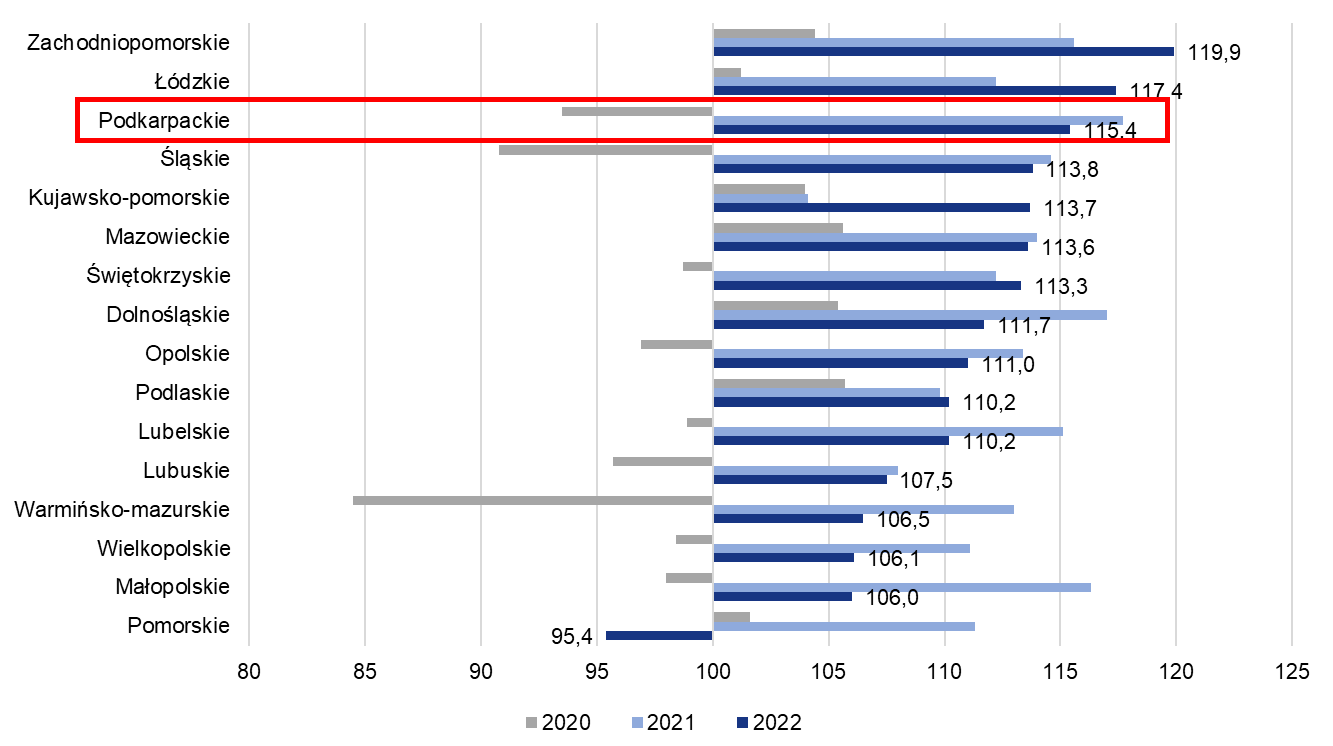 Zachodniopomorskie 119,9
Łódzkie 117,4
Podkarpackie 115,4
Śląskie 113,8
Kujawsko-pomorskie 113,7
Mazowieckie 113,6
Świętokrzyskie 113,3
Dolnośląskie 111,7
Opolskie 111,0
Podlaskie 110,2
Lubelskie 110,2
Lubuskie 107,5
Warmińsko-mazurskie 106,5
Wielkopolskie 106,1
Małopolskie 106,0
Pomorskie 95,4
80 85 90 95 100 105 110 115 120 125
2020 2021 2022